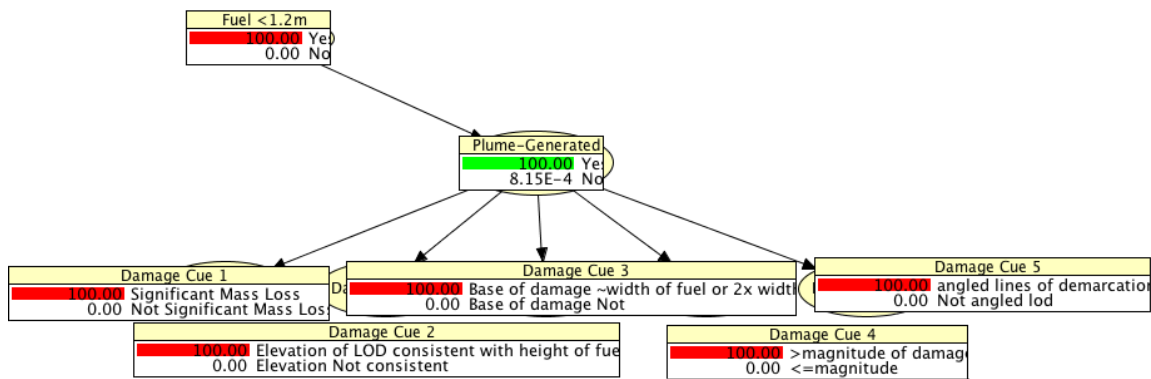 Fuel <1.2m
100.00 Yes
0.00 No
Plume-Generated
100.00 Yes
8.15E-4 No
Damage Cue 1
100.00 Significant Mass Loss
0.00 Not Significant Mass Los
Damage Cue 3
100.00 Base of damage ~width of fuel or 2x widt
0.00 Base of damage Not
Damage Cue 5
100.00 angled lines of demarcation
0.00 Not angled lod
Damage Cue 2
100.00 Elevation of LOD consistent with height of fue
0.00 Elevation Not consistent
Damage Cue 4
100.00 >magnitude of damage
0.00 <=magnitude